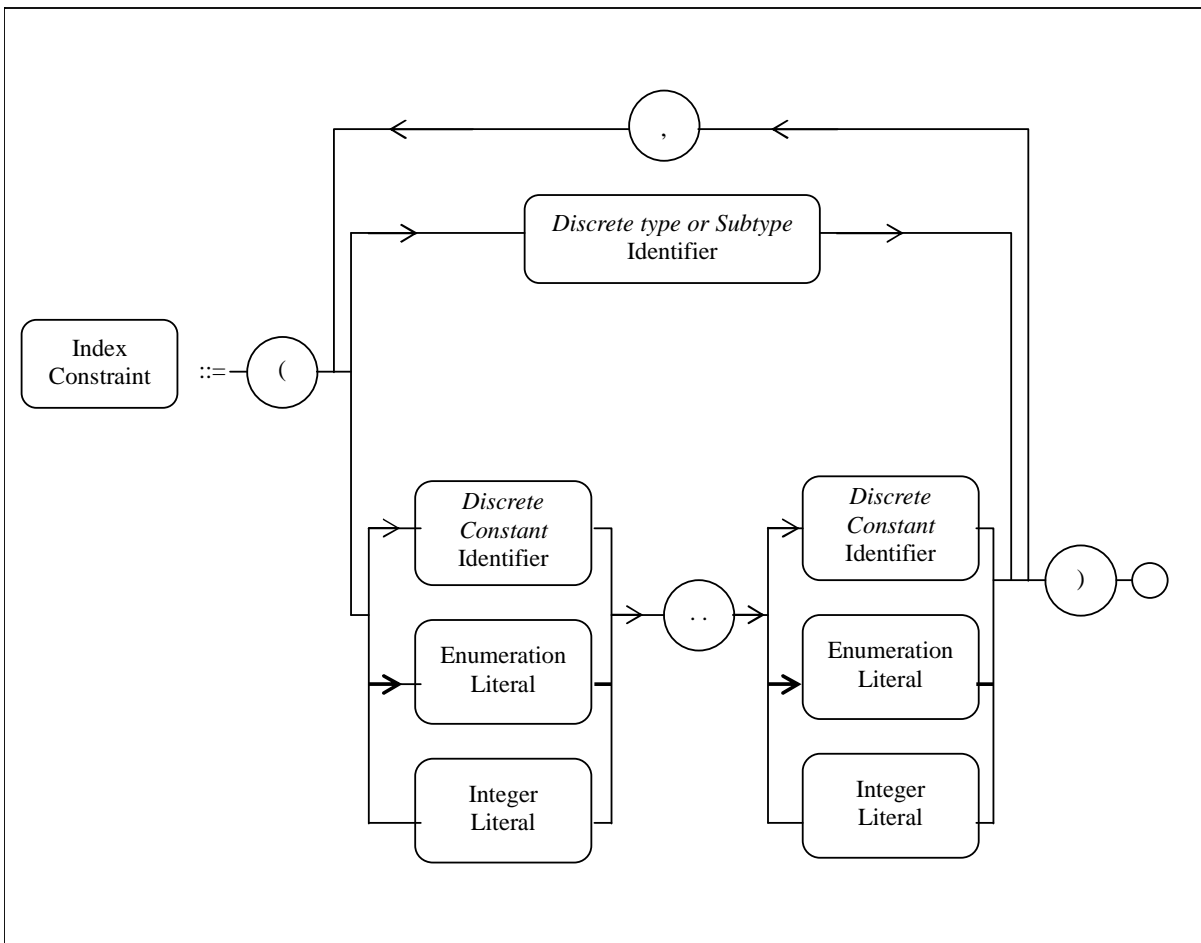 ,
Discrete type or Subtype
Identifier
Index
Constraint
::=
(
Discrete
Constant
Identifier
Discrete
Constant
Identifier
)
. .
Enumeration
Literal
Enumeration
Literal
Integer
Literal
Integer
Literal